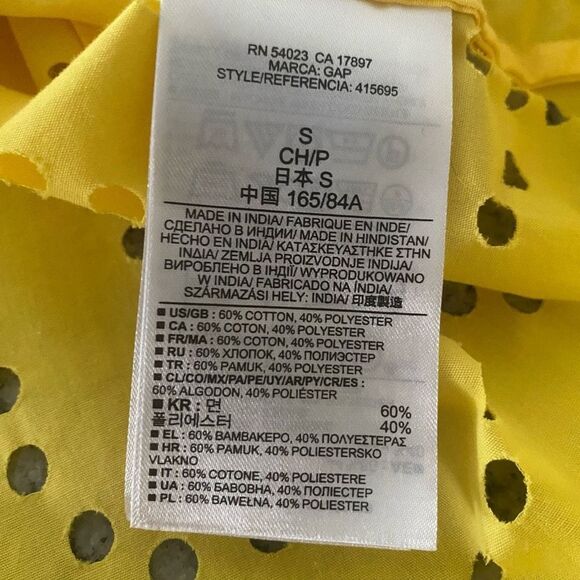 RN 54023 CA 17897
MARCA: GAP
STYLE/REFERENCIA: 415695
S
CH/P
日本 S
中国 165/84A
MADE IN INDIA/ FABRIQUE EN INDE/
СДЕЛАНО В ИНДИИ/ MADE IN HINDISTAN/
HECHO EN INDIA/ ΚΑΤΑΣΚΕΥΑΣΤΗΚΕ ΣΤΗΝ
ΙΝΔΙΑ/ ZEMLJA PROIZVODNJE INDIJA/
ВИРОБЛЕНО В ІНДІЇ/ WYPRODUKOWANO
W INDIA/ FABRICADO NA ÍNDIA/
SZÁRMAZÁSI HELY: INDIA/ 印度製造
■ US/GB : 60% COTTON, 40% POLYESTER
■ CA : 60% COTON, 40% POLYESTER
■ FR/MA : 60% COTON, 40% POLYESTER
■ RU : 60% ХЛОПОК, 40% ПОЛИЭСТЕР
■ TR : 60% PAMUK, 40% POLYESTER
■ CL/CO/MX/PA/PE/UY/AR/PY/CR/ES :
60% ALGODON, 40% POLIÉSTER
■ KR : 면 60%
폴리에스터 40%
■ EL : 60% ΒΑΜΒΑΚΕΡΟ, 40% ΠΟΛΥΕΣΤΕΡΑΣ
■ HR : 60% PAMUK, 40% POLIESTERSKO
VLAKNO
■ IT : 60% COTONE, 40% POLIESTERE
■ UA : 60% БАВОВНА, 40% ПОЛІЕСТЕР
■ PL : 60% BAWEŁNA, 40% POLIESTER